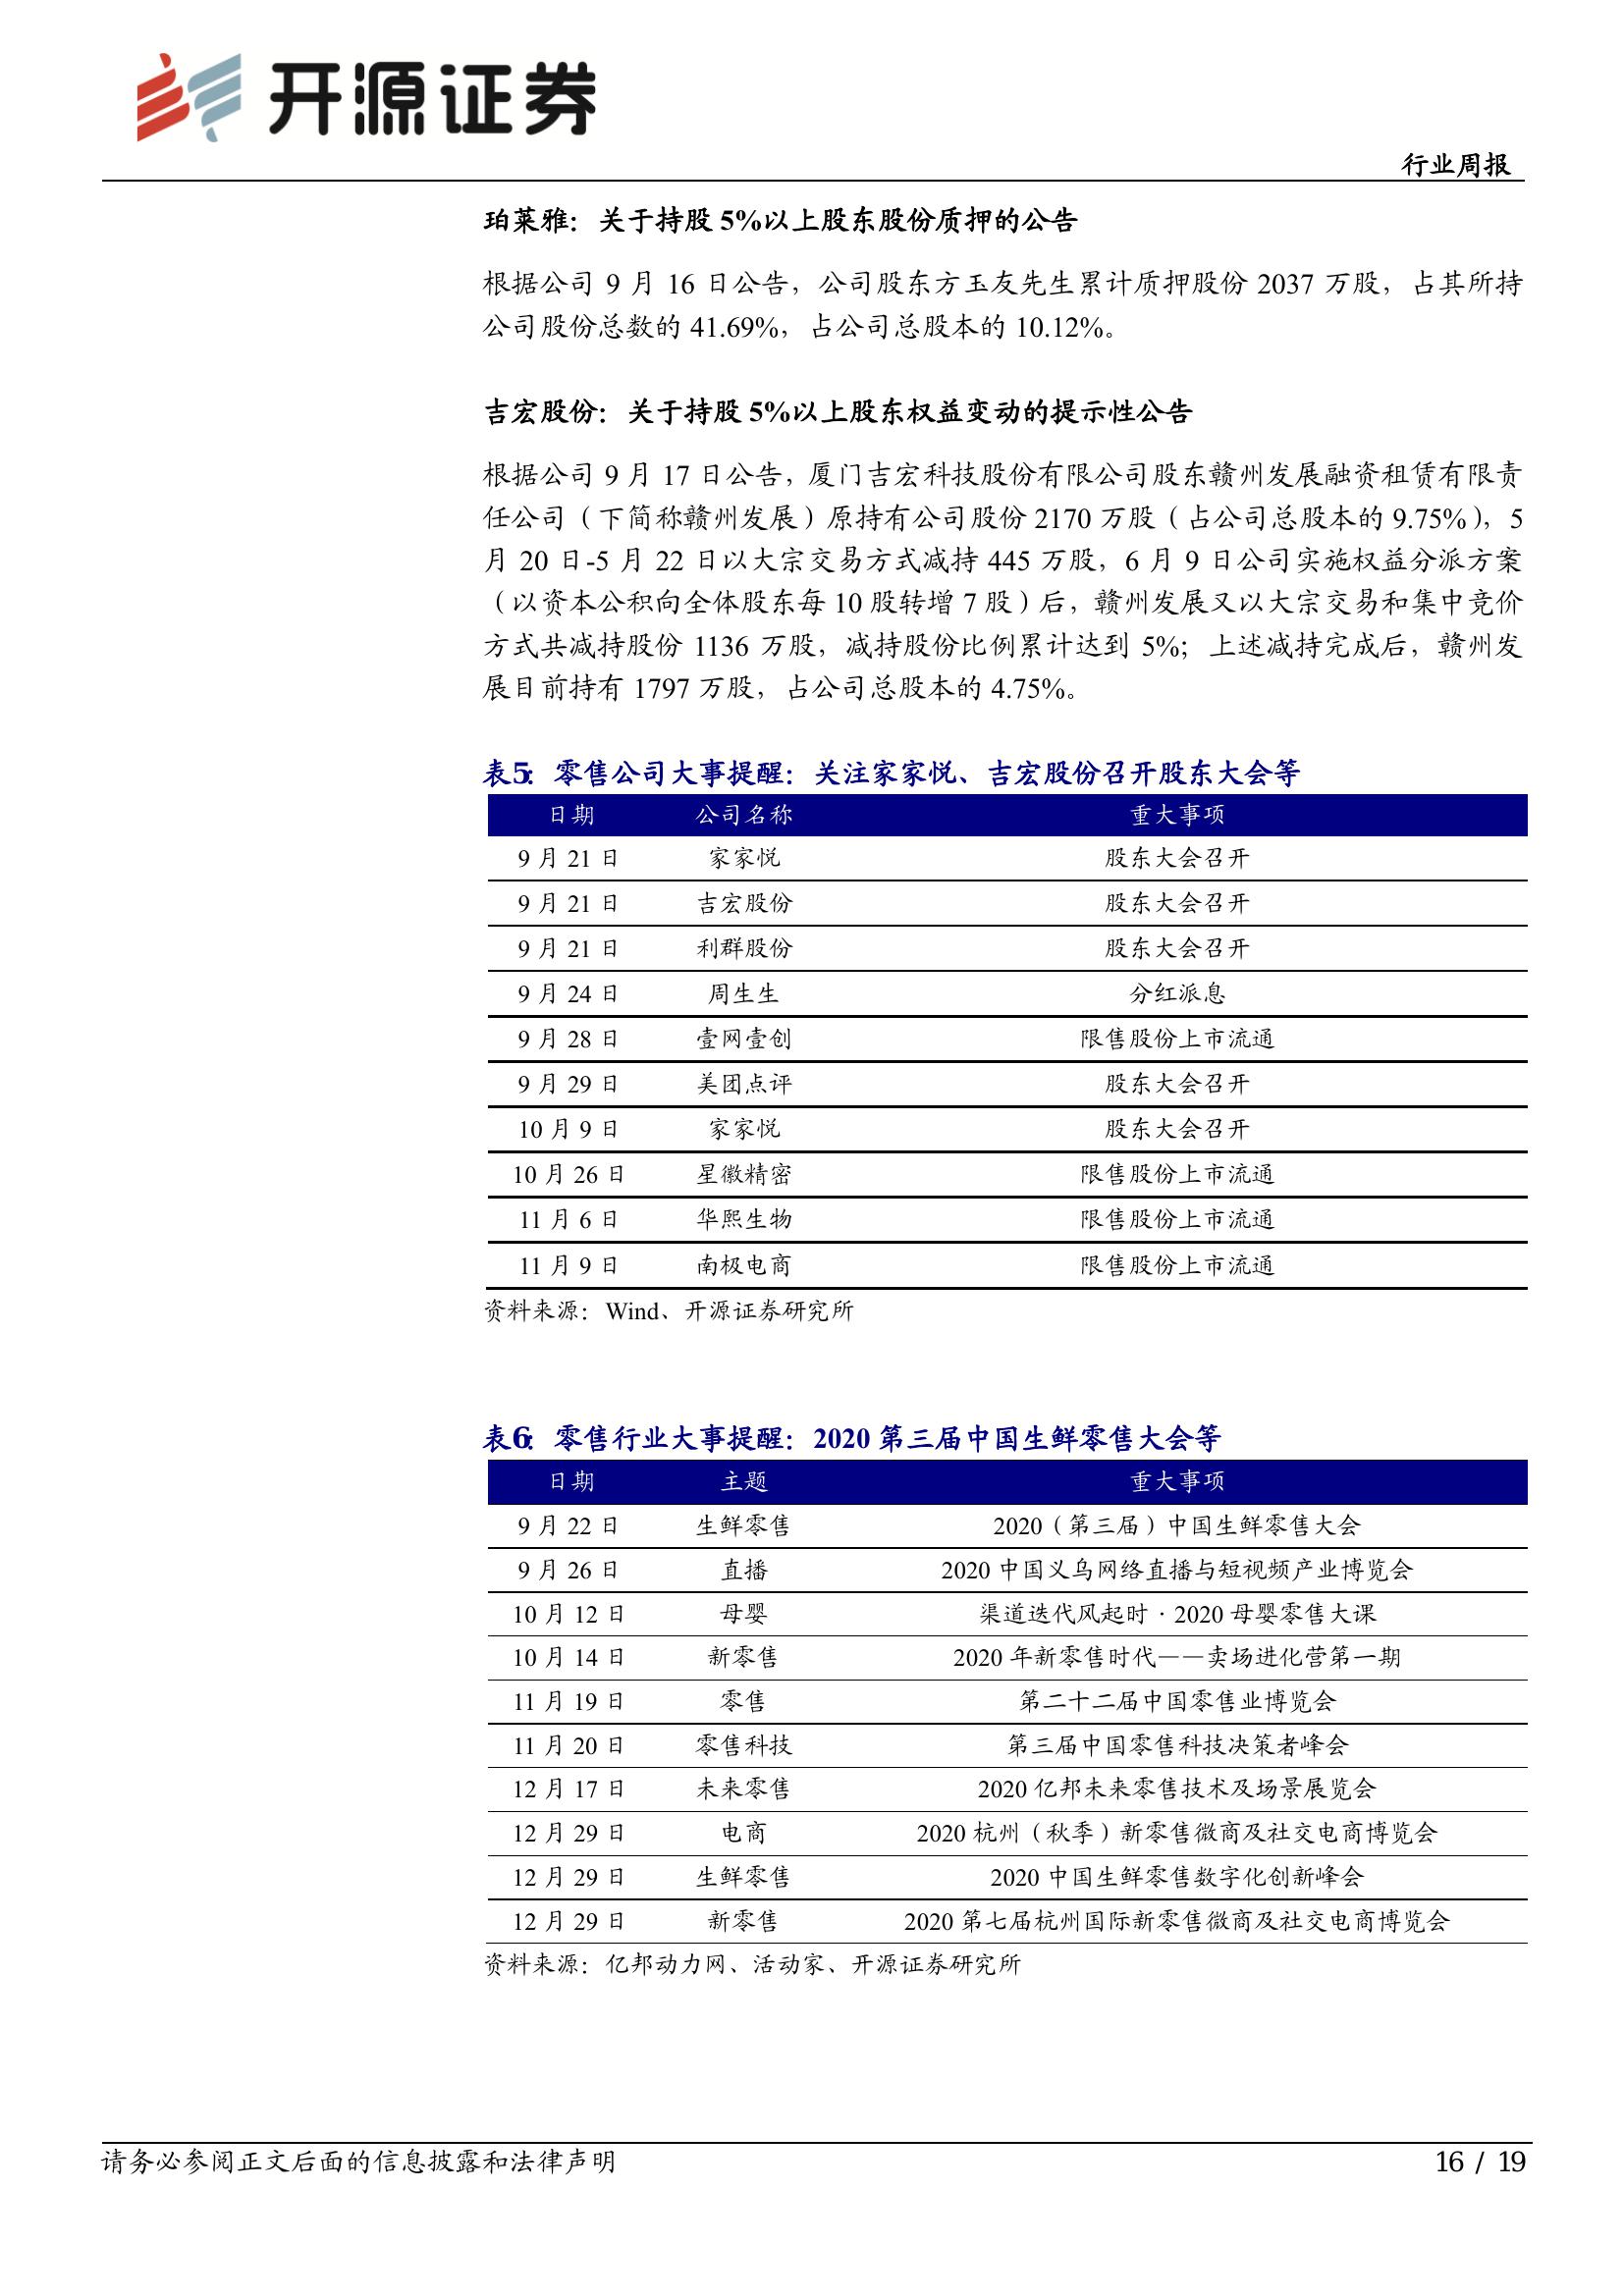 开源证券
行业周报
珀莱雅：关于持股 5%以上股东股份质押的公告
根据公司 9 月 16 日公告，公司股东方玉友先生累计质押股份 2037 万股，占其所持
公司股份总数的 41.69%，占公司总股本的 10.12%。
吉宏股份：关于持股 5%以上股东权益变动的提示性公告
根据公司 9 月 17 日公告，厦门吉宏科技股份有限公司股东赣州发展融资租赁有限责
任公司（下简称赣州发展）原持有公司股份 2170 万股（占公司总股本的 9.75%），5
月 20 日-5 月 22 日以大宗交易方式减持 445 万股，6 月 9 日公司实施权益分派方案
（以资本公积向全体股东每 10 股转增 7 股）后，赣州发展又以大宗交易和集中竞价
方式共减持股份 1136 万股，减持股份比例累计达到 5%；上述减持完成后，赣州发
展目前持有 1797 万股，占公司总股本的 4.75%。
表5：零售公司大事提醒：关注家家悦、吉宏股份召开股东大会等
日期 公司名称 重大事项
9 月 21 日 家家悦 股东大会召开
9 月 21 日 吉宏股份 股东大会召开
9 月 21 日 利群股份 股东大会召开
9 月 24 日 周生生 分红派息
9 月 28 日 壹网壹创 限售股份上市流通
9 月 29 日 美团点评 股东大会召开
10 月 9 日 家家悦 股东大会召开
10 月 26 日 星徽精密 限售股份上市流通
11 月 6 日 华熙生物 限售股份上市流通
11 月 9 日 南极电商 限售股份上市流通
资料来源：Wind、开源证券研究所
表6：零售行业大事提醒：2020 第三届中国生鲜零售大会等
日期 主题 重大事项
9 月 22 日 生鲜零售 2020（第三届）中国生鲜零售大会
9 月 26 日 直播 2020 中国义乌网络直播与短视频产业博览会
10 月 12 日 母婴 渠道迭代风起时 · 2020 母婴零售大课
10 月 14 日 新零售 2020 年新零售时代——卖场进化营第一期
11 月 19 日 零售 第二十二届中国零售业博览会
11 月 20 日 零售科技 第三届中国零售科技决策者峰会
12 月 17 日 未来零售 2020 亿邦未来零售技术及场景展览会
12 月 29 日 电商 2020 杭州（秋季）新零售微商及社交电商博览会
12 月 29 日 生鲜零售 2020 中国生鲜零售数字化创新峰会
12 月 29 日 新零售 2020 第七届杭州国际新零售微商及社交电商博览会
资料来源：亿邦动力网、活动家、开源证券研究所
请务必参阅正文后面的信息披露和法律声明 16 / 19